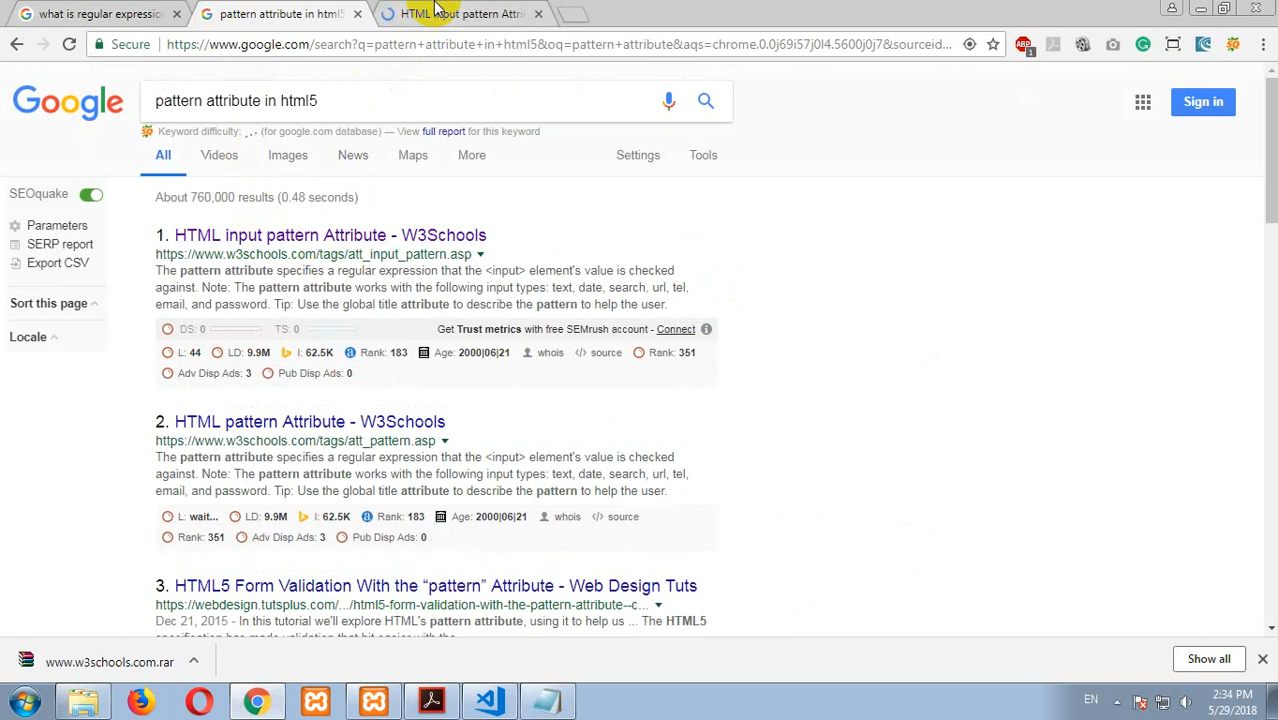 what is regular expressio
pattern attribute in html5
HTML input pattern Attri
Secure
https://www.google.com/search?q=pattern+attribute+in+html5&oq=pattern+attribute&aqs=chrome.0.0j69i57j0l4.5600j0j7&sourceid...
Google
pattern attribute in html5
Sign in
Keyword difficulty: ... (for google.com database) — View full report for this keyword
All Videos Images News Maps More Settings Tools
SEOquake
About 760,000 results (0.48 seconds)
Parameters
SERP report
Export CSV
Sort this page
Locale
1. HTML input pattern Attribute - W3Schools
https://www.w3schools.com/tags/att_input_pattern.asp
The pattern attribute specifies a regular expression that the <input> element's value is checked
against. Note: The pattern attribute works with the following input types: text, date, search, url, tel,
email, and password. Tip: Use the global title attribute to describe the pattern to help the user.
DS: 0 TS: 0 Get Trust metrics with free SEMrush account - Connect
L: 44 LD: 9.9M I: 62.5K Rank: 183 Age: 2000|06|21 whois source Rank: 351
Adv Disp Ads: 3 Pub Disp Ads: 0
2. HTML pattern Attribute - W3Schools
https://www.w3schools.com/tags/att_pattern.asp
The pattern attribute specifies a regular expression that the <input> element's value is checked
against. Note: The pattern attribute works with the following input types: text, date, search, url, tel,
email, and password. Tip: Use the global title attribute to describe the pattern to help the user.
L: wait... LD: 9.9M I: 62.5K Rank: 183 Age: 2000|06|21 whois source
Rank: 351 Adv Disp Ads: 3 Pub Disp Ads: 0
3. HTML5 Form Validation With the “pattern” Attribute - Web Design Tuts
https://webdesign.tutsplus.com/.../html5-form-validation-with-the-pattern-attribute--c...
Dec 21, 2015 - In this tutorial we'll explore HTML's pattern attribute, using it to help us ... The HTML5
www.w3schools.com.rar
Show all
EN
2:34 PM
5/29/2018